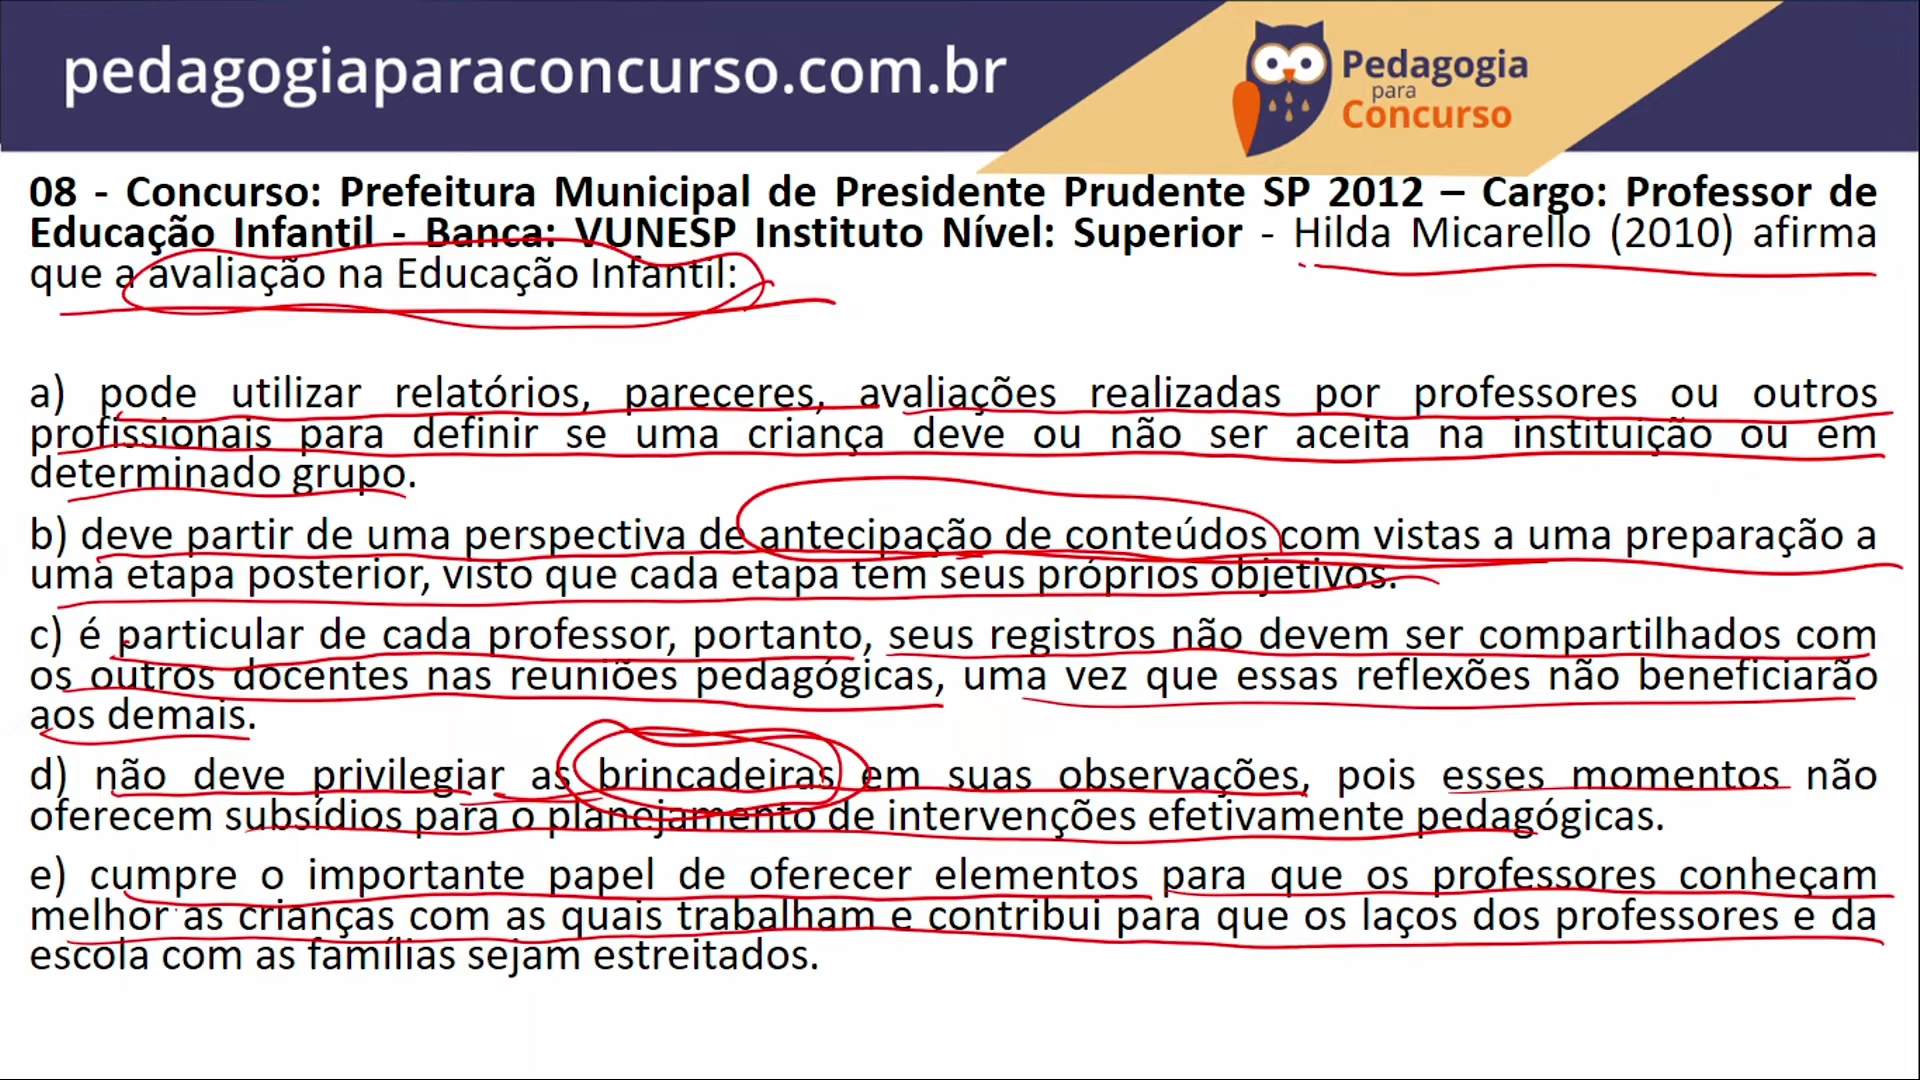 pedagogiaparaconcurso.com.br
Pedagogia
para
Concurso
08 - Concurso: Prefeitura Municipal de Presidente Prudente SP 2012 – Cargo: Professor de
Educação Infantil - Banca: VUNESP Instituto Nível: Superior - Hilda Micarello (2010) afirma
que a avaliação na Educação Infantil:
a) pode utilizar relatórios, pareceres, avaliações realizadas por professores ou outros
profissionais para definir se uma criança deve ou não ser aceita na instituição ou em
determinado grupo.
b) deve partir de uma perspectiva de antecipação de conteúdos com vistas a uma preparação a
uma etapa posterior, visto que cada etapa tem seus próprios objetivos.
c) é particular de cada professor, portanto, seus registros não devem ser compartilhados com
os outros docentes nas reuniões pedagógicas, uma vez que essas reflexões não beneficiarão
aos demais.
d) não deve privilegiar as brincadeiras em suas observações, pois esses momentos não
oferecem subsídios para o planejamento de intervenções efetivamente pedagógicas.
e) cumpre o importante papel de oferecer elementos para que os professores conheçam
melhor as crianças com as quais trabalham e contribui para que os laços dos professores e da
escola com as famílias sejam estreitados.